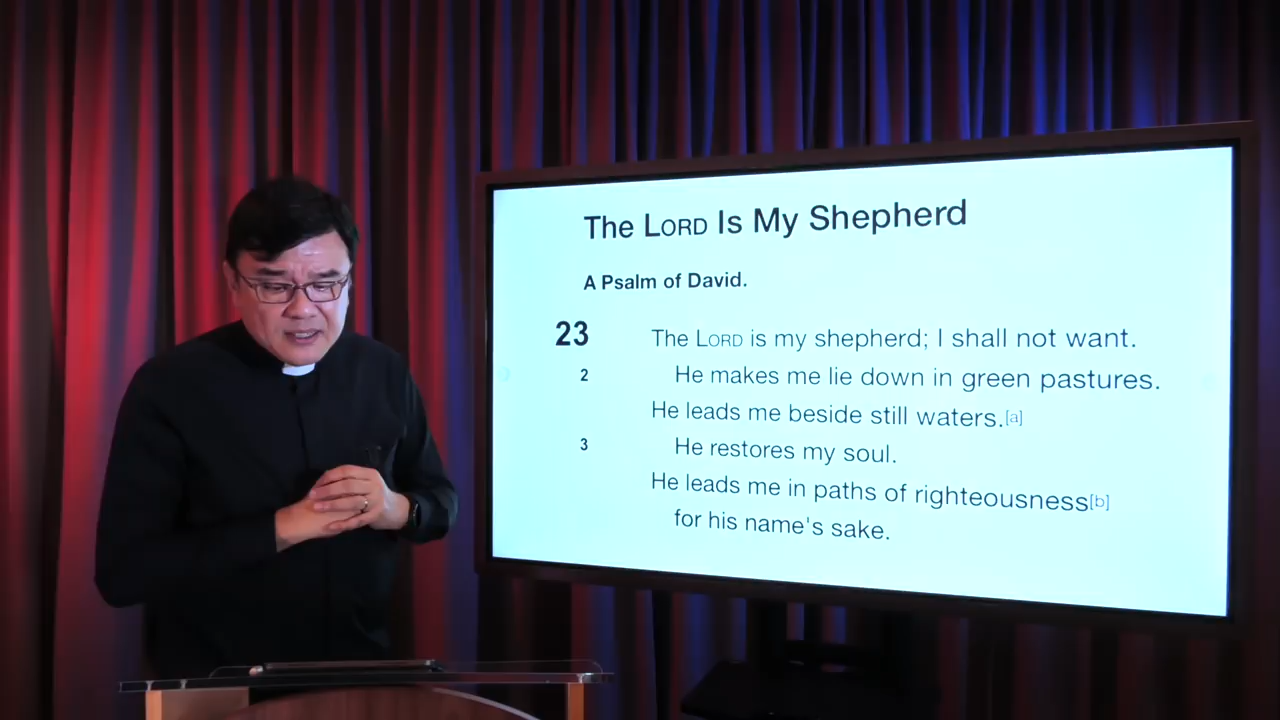 The LORD Is My Shepherd
A Psalm of David.
23 The LORD is my shepherd; I shall not want.
2 He makes me lie down in green pastures.
He leads me beside still waters.[a]
3 He restores my soul.
He leads me in paths of righteousness[b]
for his name's sake.